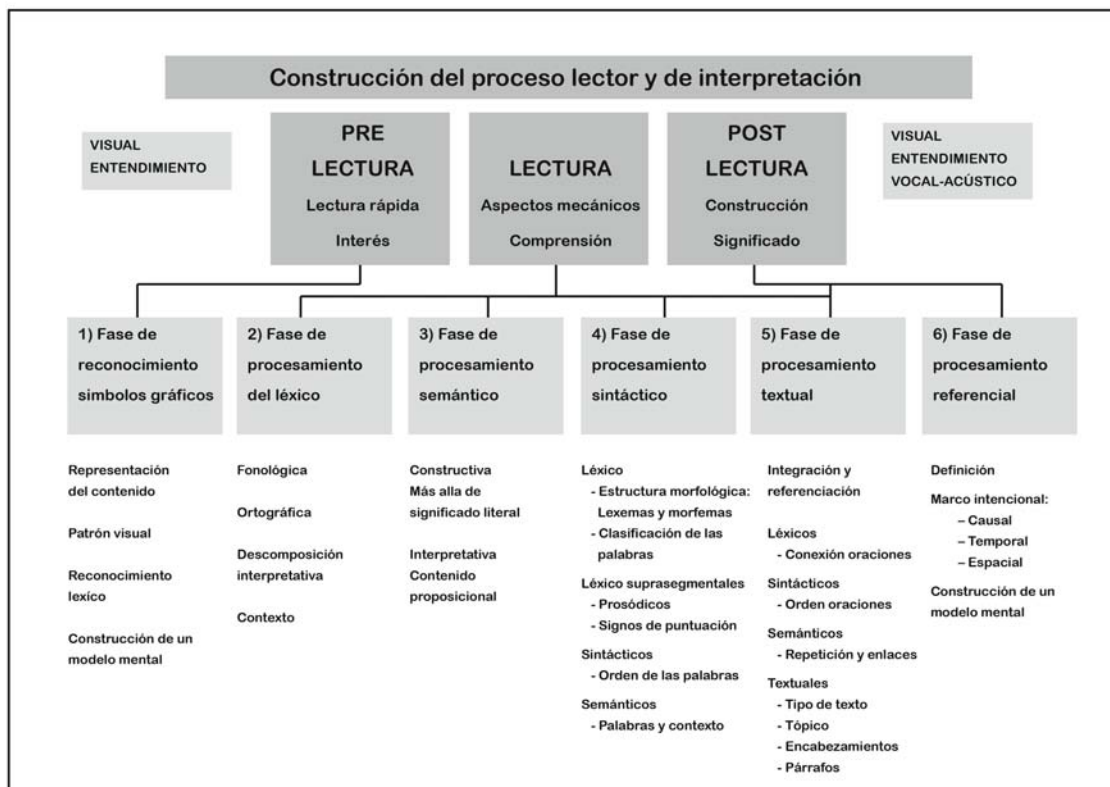 Construcción del proceso lector y de interpretación
VISUAL
ENTENDIMIENTO
PRE
LECTURA
Lectura rápida
Interés
LECTURA
Aspectos mecánicos
Comprensión
POST
LECTURA
Construcción
Significado
VISUAL
ENTENDIMIENTO
VOCAL-ACÚSTICO
1) Fase de
reconocimiento
simbolos gráficos
2) Fase de
procesamiento
del léxico
3) Fase de
procesamiento
semántico
4) Fase de
procesamiento
sintáctico
5) Fase de
procesamiento
textual
6) Fase de
procesamiento
referencial
Representación
del contenido
Patrón visual
Reconocimiento
lexíco
Construcción de un
modelo mental
Fonológica
Ortográfica
Descomposición
interpretativa
Contexto
Constructiva
Más alla de
significado literal
Interpretativa
Contenido
proposicional
Léxico
- Estructura morfológica:
Lexemas y morfemas
- Clasificación de las
palabras
Léxico suprasegmentales
- Prosódicos
- Signos de puntuación
Sintácticos
- Orden de las palabras
Semánticos
- Palabras y contexto
Integración y
referenciación
Léxicos
- Conexión oraciones
Sintácticos
- Orden oraciones
Semánticos
- Repetición y enlaces
Textuales
- Tipo de texto
- Tópico
- Encabezamientos
- Párrafos
Definición
Marco intencional:
– Causal
– Temporal
– Espacial
Construcción de un
modelo mental